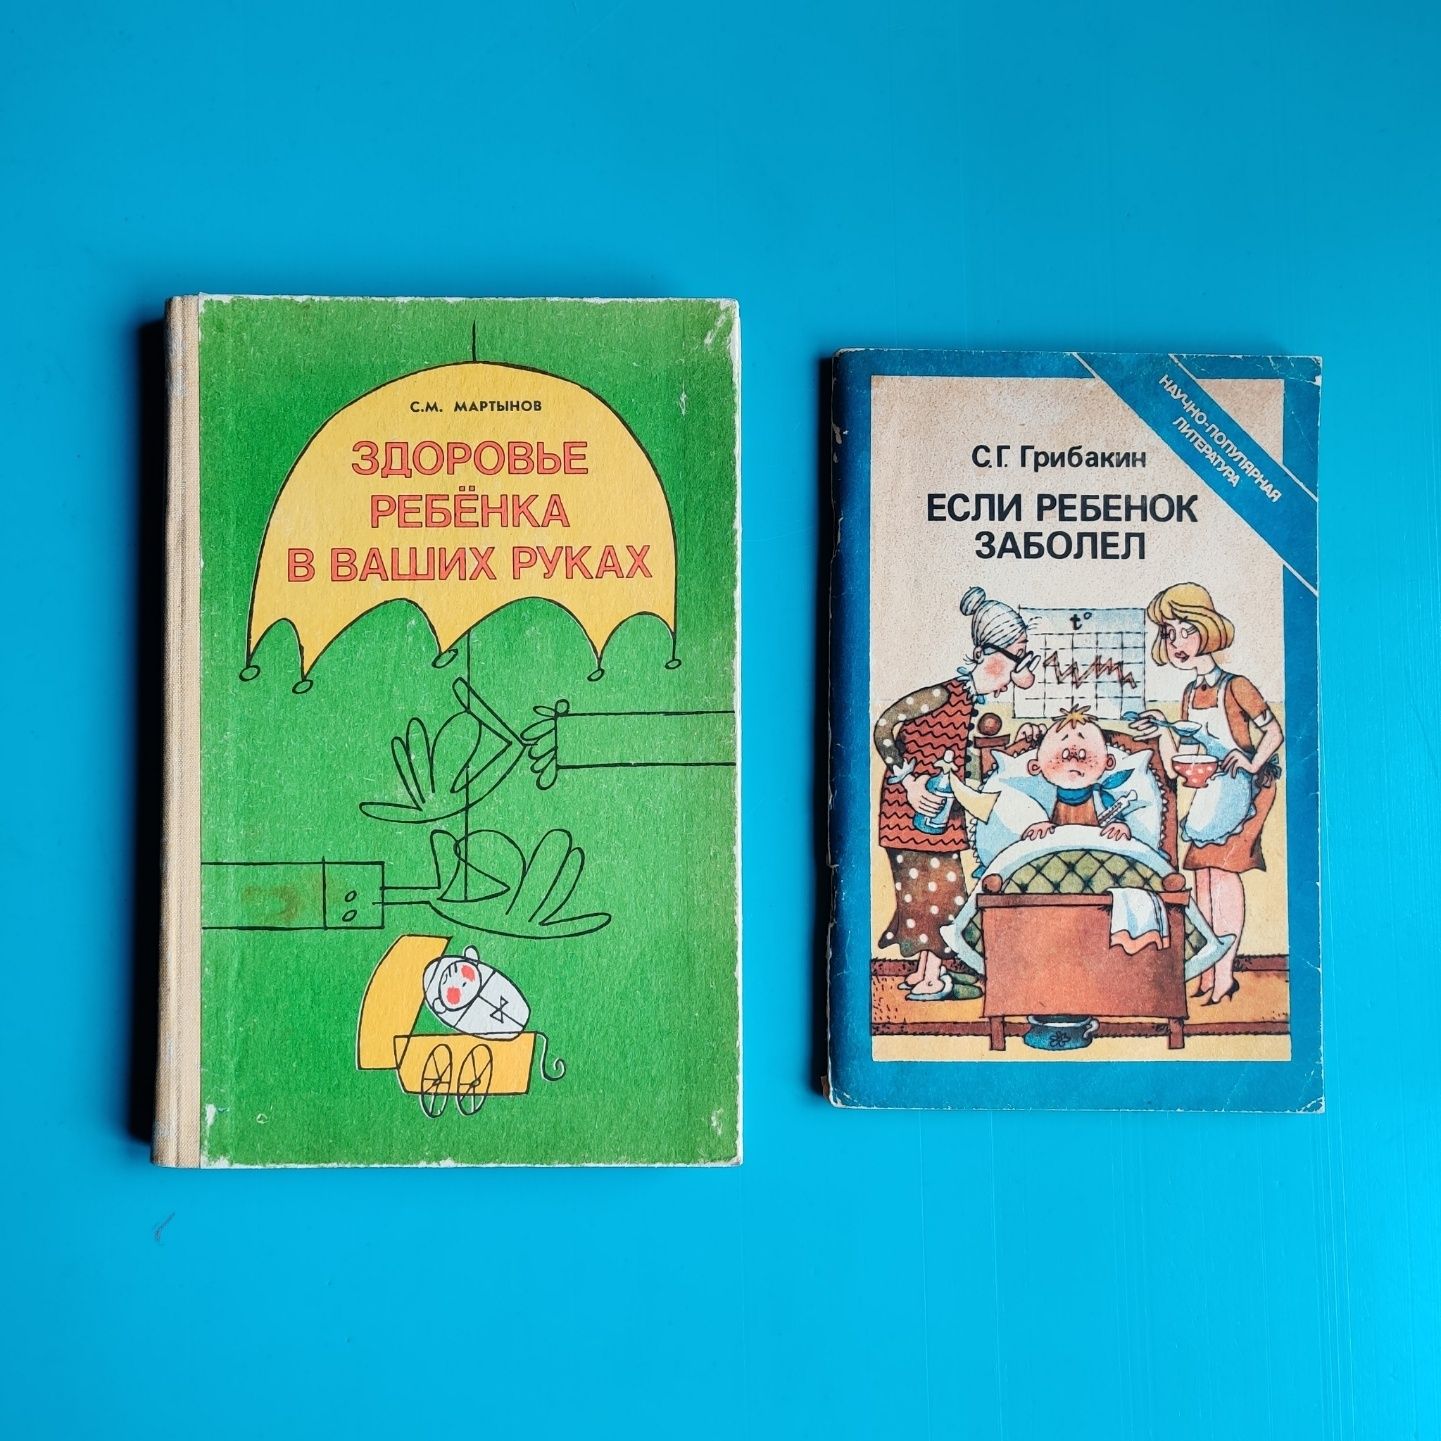 С.М. МАРТЫНОВ
ЗДОРОВЬЕ
РЕБЁНКА
В ВАШИХ РУКАХ
НАУЧНО-ПОПУЛЯРНАЯ
ЛИТЕРАТУРА
С.Г. Грибакин
ЕСЛИ РЕБЕНОК
ЗАБОЛЕЛ
t°